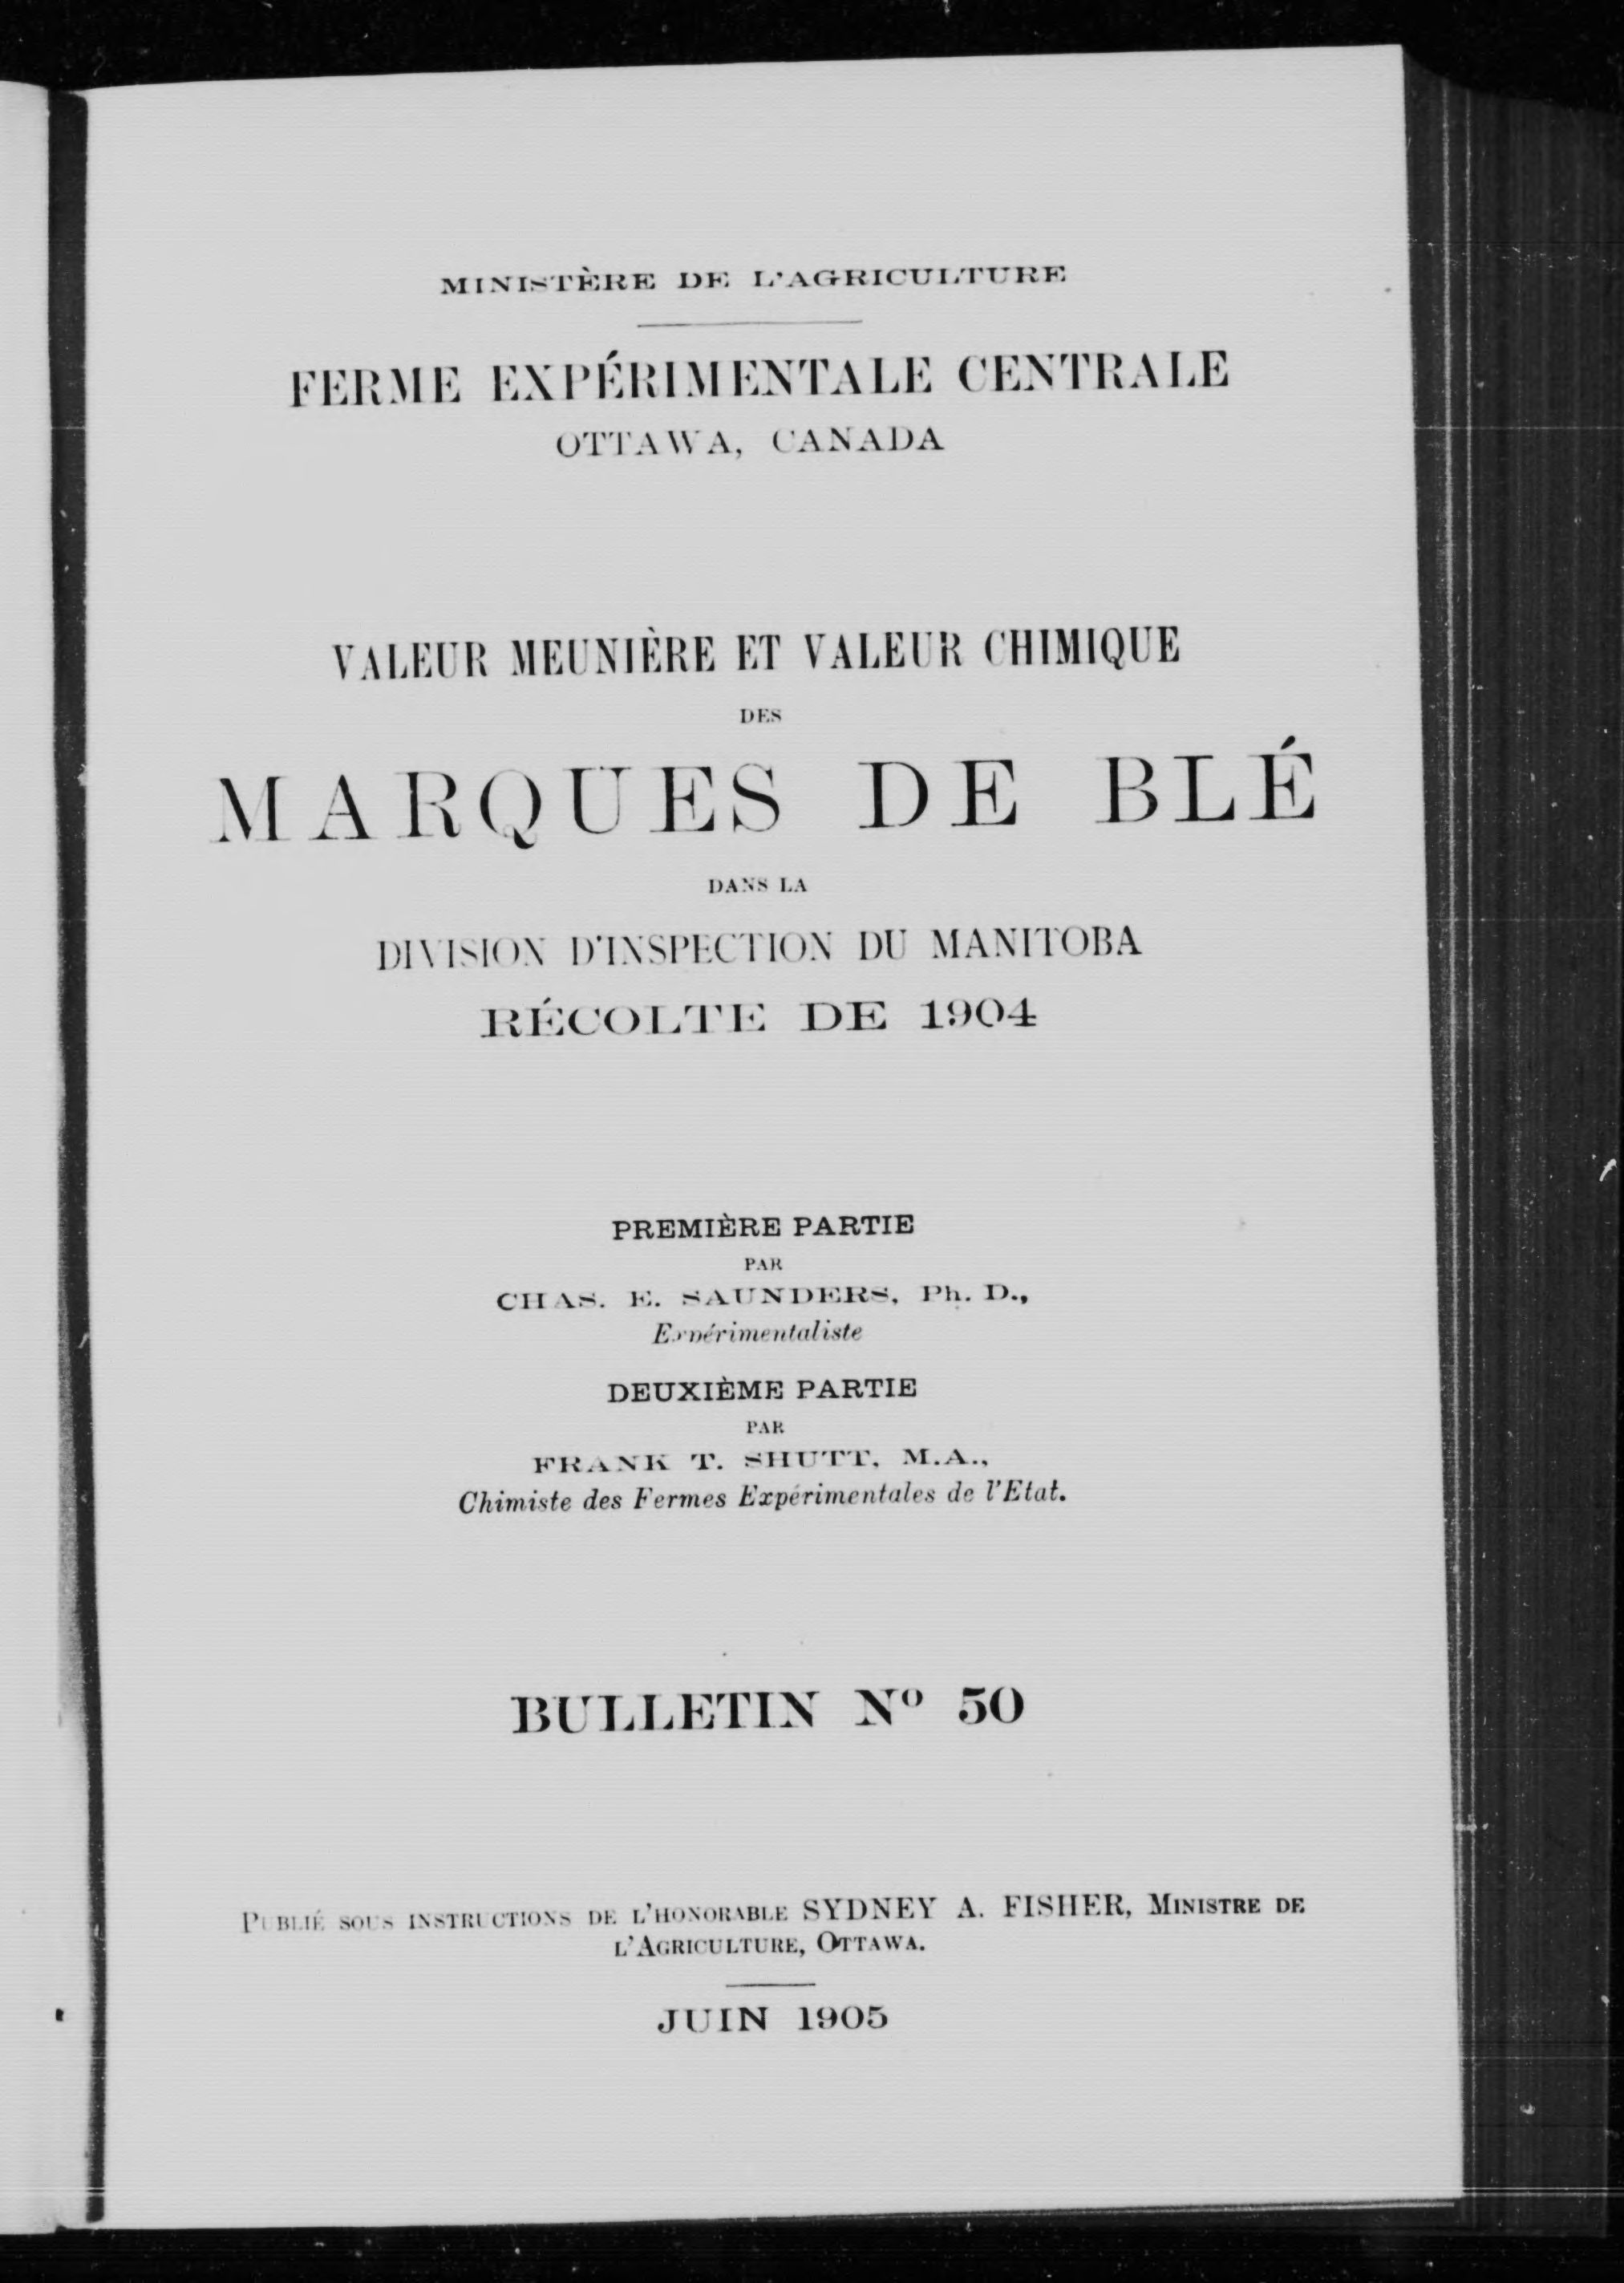 MINISTÈRE DE L'AGRICULTURE
FERME EXPÉRIMENTALE CENTRALE
OTTAWA, CANADA
VALEUR MEUNIÈRE ET VALEUR CHIMIQUE
DES
MARQUES DE BLÉ
DANS LA
DIVISION D'INSPECTION DU MANITOBA
RÉCOLTE DE 1904
PREMIÈRE PARTIE
PAR
CHAS. E. SAUNDERS, Ph. D.,
Expérimentaliste
DEUXIÈME PARTIE
PAR
FRANK T. SHUTT, M.A.,
Chimiste des Fermes Expérimentales de l'Etat.
BULLETIN Nº 50
PUBLIÉ SOUS INSTRUCTIONS DE L'HONORABLE SYDNEY A. FISHER, MINISTRE DE
L'AGRICULTURE, OTTAWA.
JUIN 1905